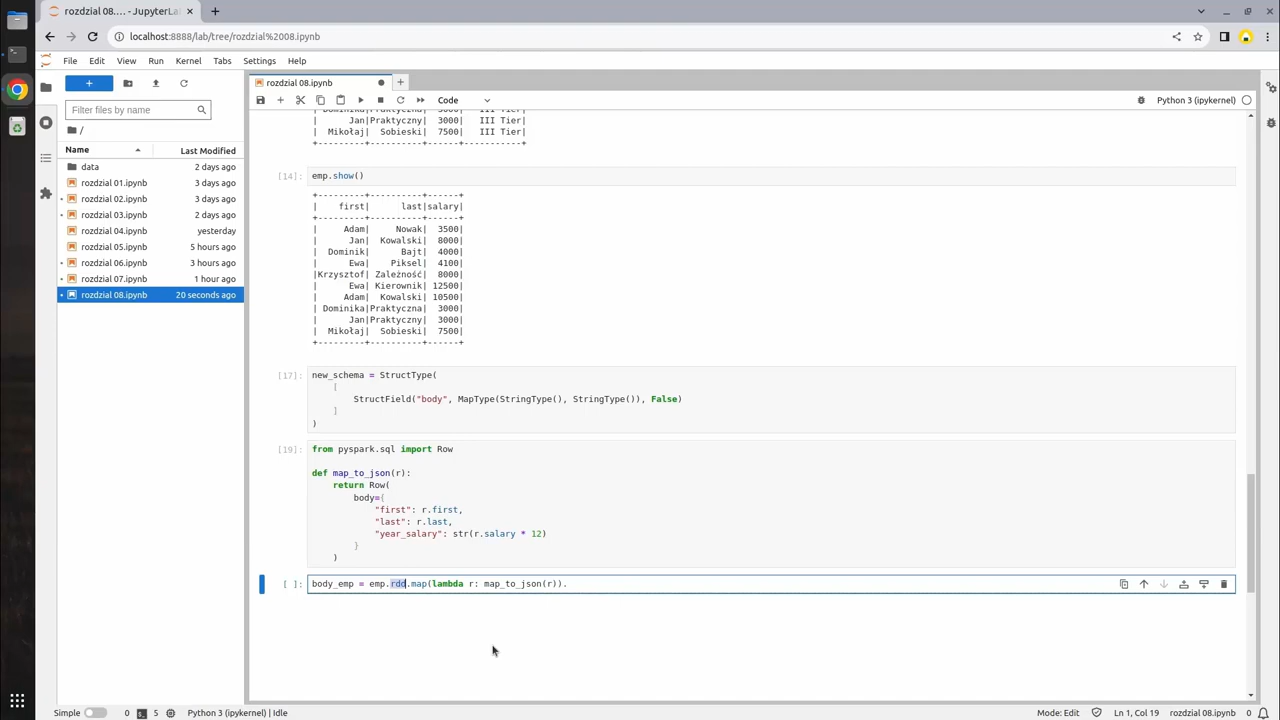 rozdzial 08.... - JupyterLa
localhost:8888/lab/tree/rozdzial%2008.ipynb
File Edit View Run Kernel Tabs Settings Help
rozdzial 08.ipynb
Filter files by name
Code
Python 3 (ipykernel)
/
Name Last Modified
data 2 days ago
rozdzial 01.ipynb 3 days ago
rozdzial 02.ipynb 3 days ago
rozdzial 03.ipynb 2 days ago
rozdzial 04.ipynb yesterday
rozdzial 05.ipynb 5 hours ago
rozdzial 06.ipynb 3 hours ago
rozdzial 07.ipynb 1 hour ago
rozdzial 08.ipynb 20 seconds ago
| Dominika|Praktyczna| 3000| III Tier|
| Jan|Praktyczny| 3000| III Tier|
| Mikołaj| Sobieski| 7500| III Tier|
+---------+----------+------+-----------+
[14]: emp.show()
+---------+----------+------+
| first| last|salary|
+---------+----------+------+
| Adam| Nowak| 3500|
| Jan| Kowalski| 8000|
| Dominik| Bajt| 4000|
| Ewa| Piksel| 4100|
|Krzysztof| Zależność| 8000|
| Ewa| Kierownik| 12500|
| Adam| Kowalski| 10500|
| Dominika|Praktyczna| 3000|
| Jan|Praktyczny| 3000|
| Mikołaj| Sobieski| 7500|
+---------+----------+------+
[17]: new_schema = StructType(
[
StructField("body", MapType(StringType(), StringType()), False)
]
)
[19]: from pyspark.sql import Row
def map_to_json(r):
return Row(
body={
"first": r.first,
"last": r.last,
"year_salary": str(r.salary * 12)
}
)
[ ]: body_emp = emp.rdd.map(lambda r: map_to_json(r)).
Simple 0 5 Python 3 (ipykernel) | Idle
Mode: Edit Ln 1, Col 19 rozdzial 08.ipynb 0